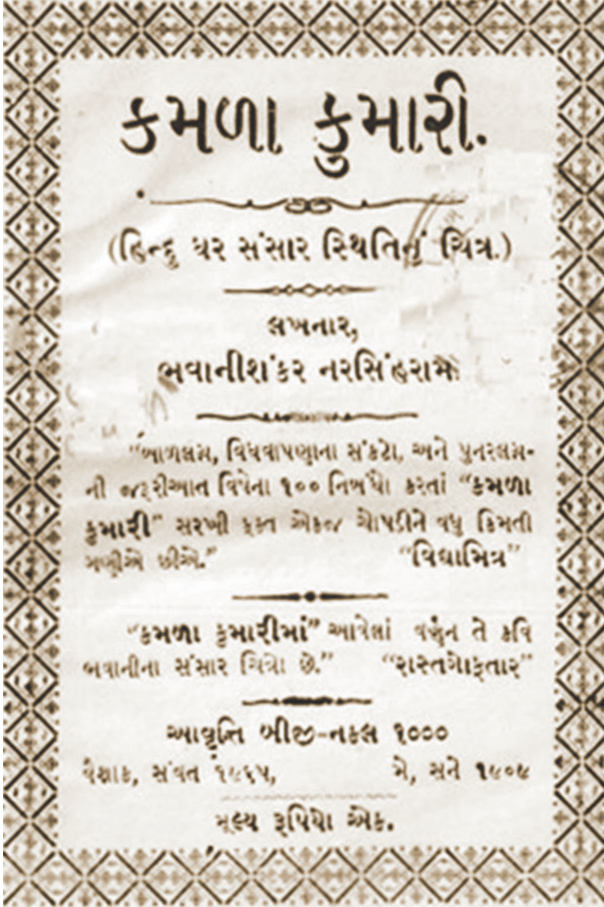 કમળા કુમારી.
(હિન્દુ ઘર સંસાર સ્થિતિનું ચિત્ર.)
લખનાર,
ભવાનીશંકર નરસિંહરામ.
"બાળલગ્ન, વિધવાપણાના સંકટો, અને પુનરલગ્ન-
ની જરૂરીઆત વિષેના ૧૦૦ નિબંધો કરતાં "કમળા
કુમારી" સરખી ફક્ત એકજ ચોપડીને વધુ કિમતી
ગણીએ છીએ." "વિદ્યામિત્ર"
"કમળા કુમારીમાં" આવેલાં વર્ણન તે કવિ
ભવાનીના સંસાર ચિત્રો છે." "રાસ્તગોફતાર"
આવૃત્તિ બીજી-નકલ ૧૦૦૦
વૈશાક, સંવત ૧૯૬૫, મે, સને ૧૯૦૯
મૂલ્ય રૂપિયો એક.